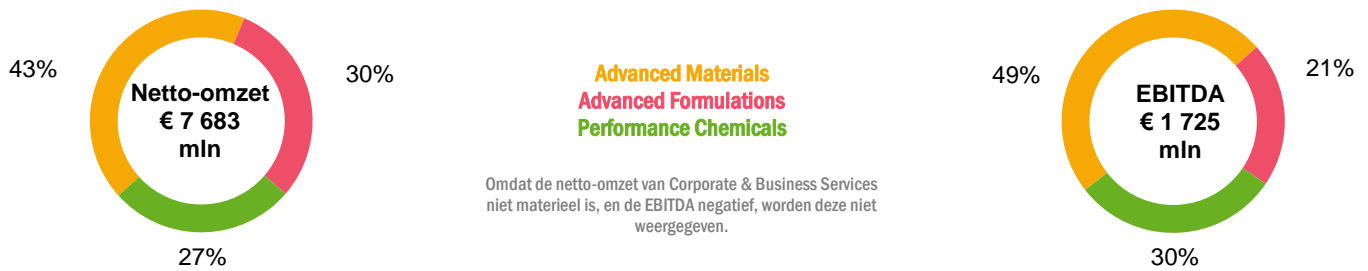 43%
30%
Netto-omzet
€ 7 683
mln
27%
Advanced Materials
Advanced Formulations
Performance Chemicals
Omdat de netto-omzet van Corporate & Business Services
niet materieel is, en de EBITDA negatief, worden deze niet
weergegeven.
49%
21%
EBITDA
€ 1 725
mln
30%